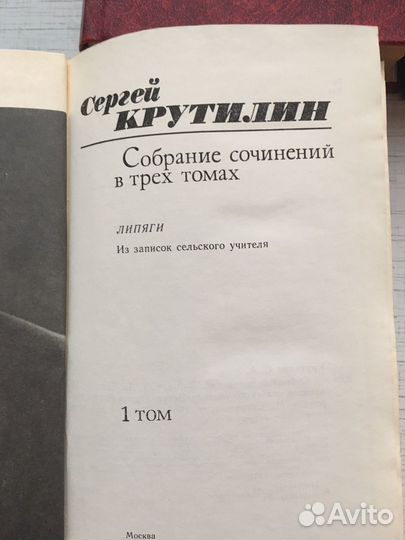 Сергей
КРУТИЛИН
Собрание сочинений
в трех томах
ЛИПЯГИ
Из записок сельского учителя
1 ТОМ
Москва
Avito